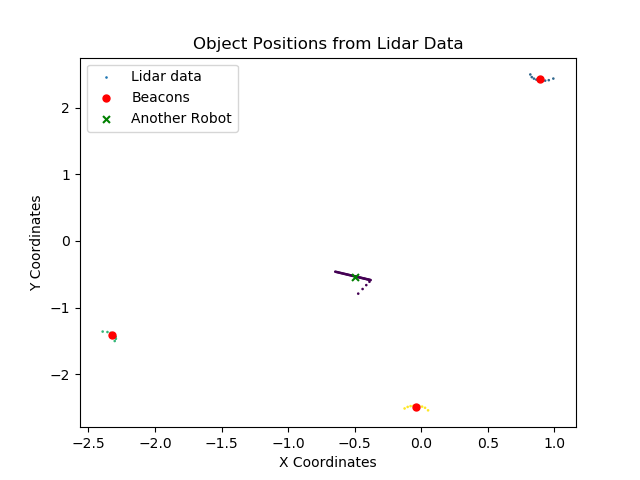 Object Positions from Lidar Data
Lidar data
Beacons
Another Robot
Y Coordinates
2
1
0
−1
−2
−2.5
−2.0
−1.5
−1.0
−0.5
0.0
0.5
1.0
X Coordinates